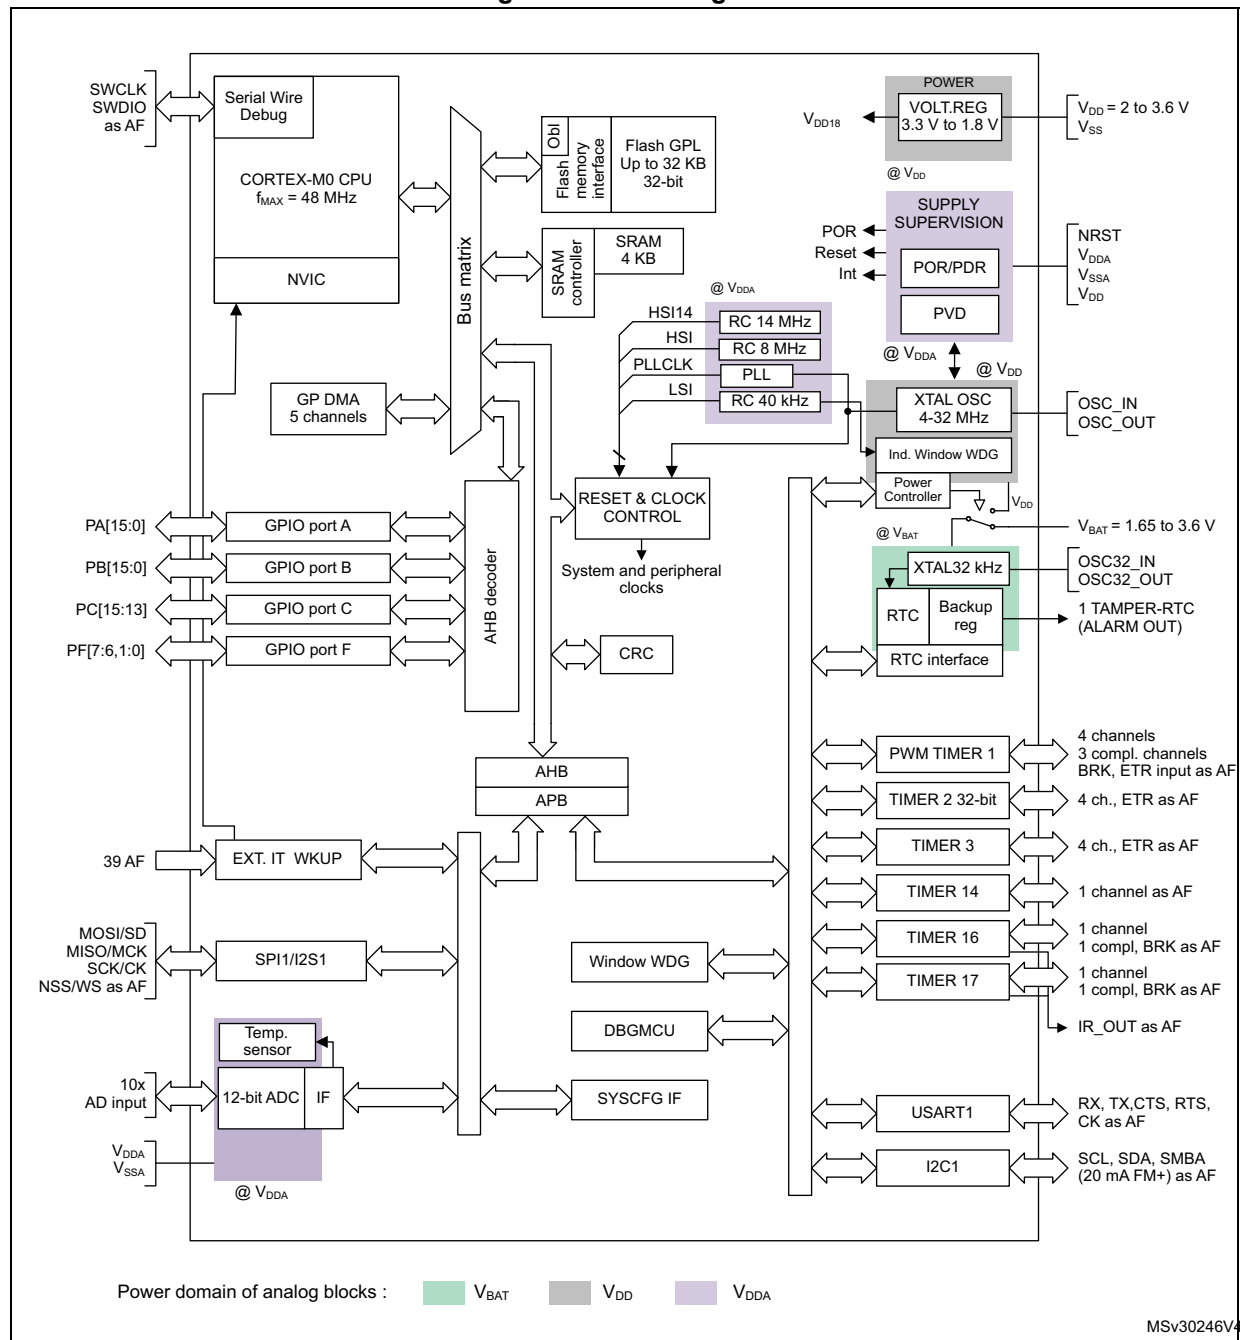 SWCLK
SWDIO
as AF
Serial Wire
Debug
CORTEX-M0 CPU
fMAX = 48 MHz
NVIC
Bus matrix
Obl
Flash
memory
interface
Flash GPL
Up to 32 KB
32-bit
SRAM
controller
SRAM
4 KB
POWER
VOLT.REG
3.3 V to 1.8 V
VDD18
VDD = 2 to 3.6 V
VSS
@ VDD
SUPPLY
SUPERVISION
POR
Reset
Int
POR/PDR
PVD
NRST
VDDA
VSSA
VDD
@ VDDA
@ VDD
@ VDDA
HSI14
HSI
PLLCLK
LSI
RC 14 MHz
RC 8 MHz
PLL
RC 40 kHz
XTAL OSC
4-32 MHz
OSC_IN
OSC_OUT
Ind. Window WDG
Power
Controller
VDD
VBAT = 1.65 to 3.6 V
@ VBAT
GP DMA
5 channels
RESET & CLOCK
CONTROL
System and peripheral
clocks
XTAL32 kHz
OSC32_IN
OSC32_OUT
RTC
Backup
reg
1 TAMPER-RTC
(ALARM OUT)
RTC interface
PA[15:0]
GPIO port A
PB[15:0]
GPIO port B
PC[15:13]
GPIO port C
PF[7:6,1:0]
GPIO port F
AHB decoder
CRC
AHB
APB
PWM TIMER 1
4 channels
3 compl. channels
BRK, ETR input as AF
TIMER 2 32-bit
4 ch., ETR as AF
TIMER 3
4 ch., ETR as AF
TIMER 14
1 channel as AF
TIMER 16
1 channel
1 compl, BRK as AF
TIMER 17
1 channel
1 compl, BRK as AF
IR_OUT as AF
39 AF
EXT. IT WKUP
MOSI/SD
MISO/MCK
SCK/CK
NSS/WS as AF
SPI1/I2S1
Window WDG
DBGMCU
SYSCFG IF
Temp.
sensor
10x
AD input
12-bit ADC
IF
VDDA
VSSA
@ VDDA
USART1
RX, TX,CTS, RTS,
CK as AF
I2C1
SCL, SDA, SMBA
(20 mA FM+) as AF
Power domain of analog blocks :
VBAT
VDD
VDDA